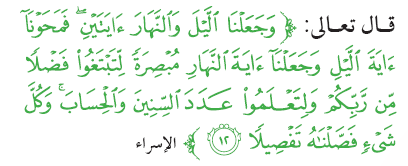 قال تعالى: ﴿ وَجَعَلْنَا ٱلَّيْلَ وَٱلنَّهَارَ ءَايَتَيْنِۖ فَمَحَوْنَآ
ءَايَةَ ٱلَّيْلِ وَجَعَلْنَآ ءَايَةَ ٱلنَّهَارِ مُبْصِرَةً لِّتَبْتَغُواْ فَضْلًا
مِّن رَّبِّكُمْ وَلِتَعْلَمُواْ عَدَدَ ٱلسِّنِينَ وَٱلْحِسَابَۚ وَكُلَّ
شَىْءٍ فَصَّلْنَٰهُ تَفْصِيلًا ١٢ ﴾ الإسراء